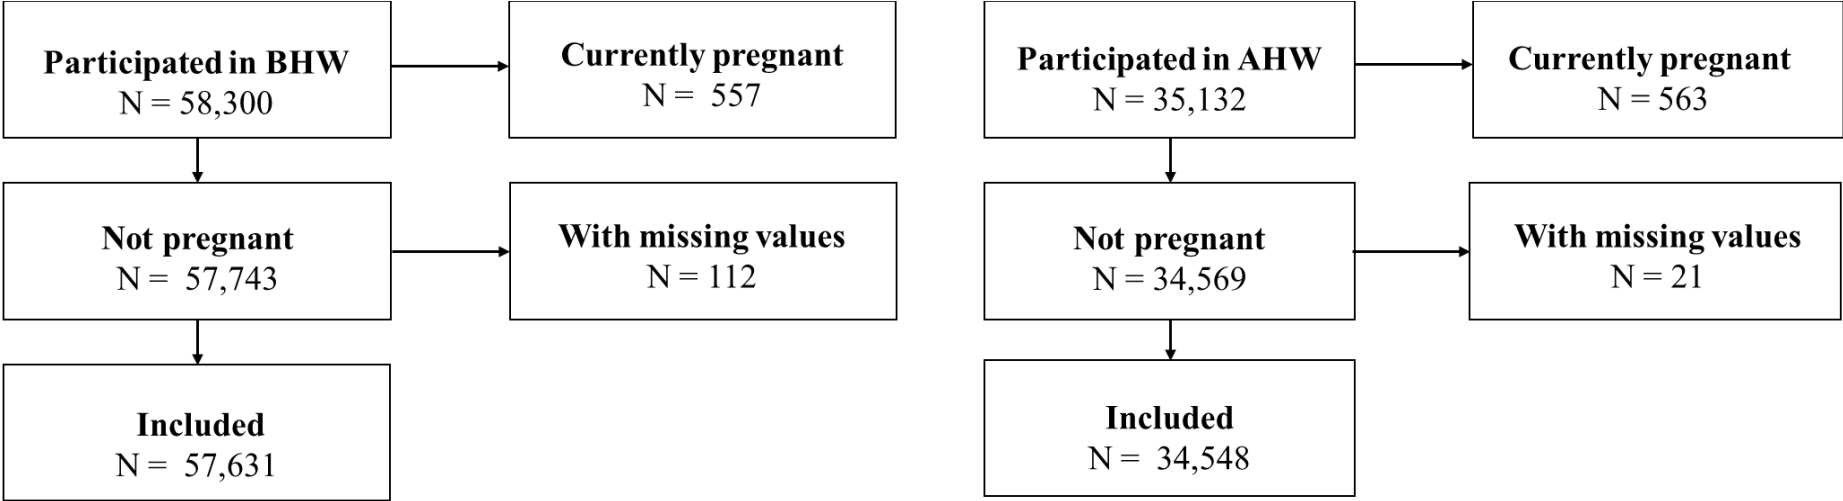 Participated in BHW
N = 58,300
Currently pregnant
N = 557
Not pregnant
N = 57,743
With missing values
N = 112
Included
N = 57,631
Participated in AHW
N = 35,132
Currently pregnant
N = 563
Not pregnant
N = 34,569
With missing values
N = 21
Included
N = 34,548